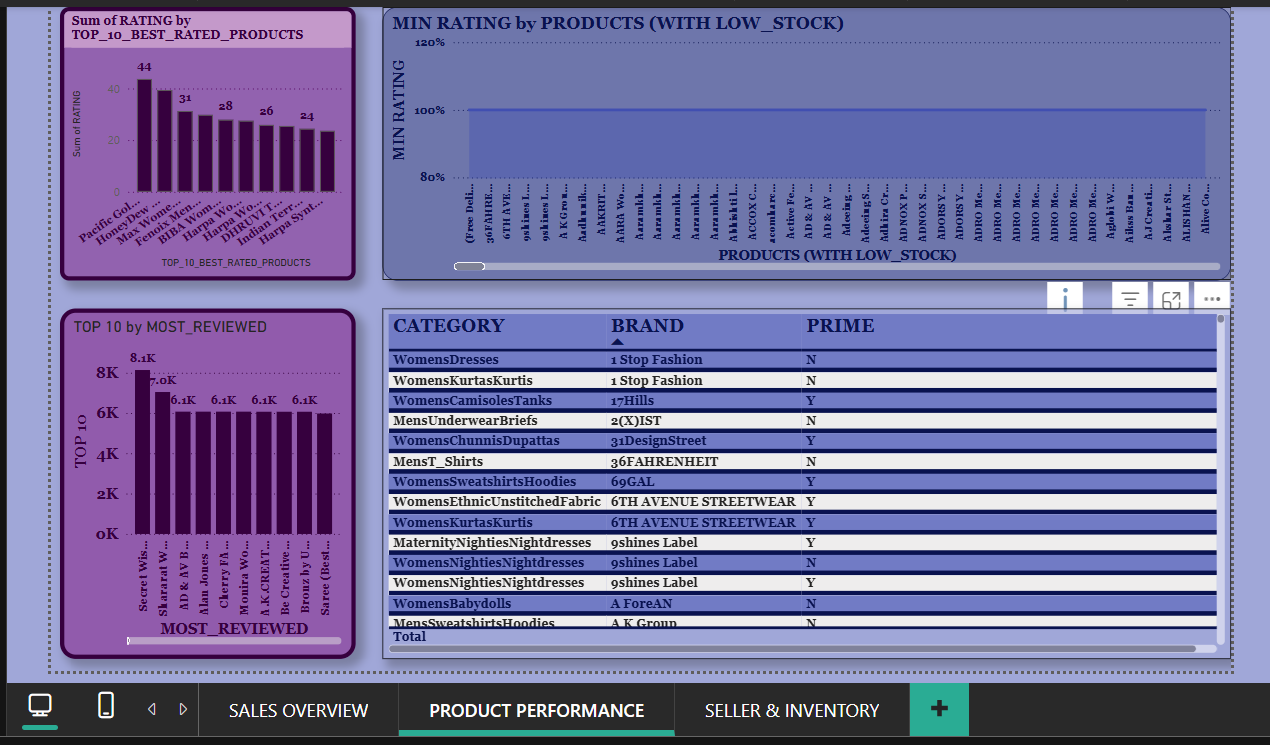 Sum of RATING by
TOP_10_BEST_RATED_PRODUCTS
44
31
28
26
24
Sum of RATING
40
20
0
Pacific Gol...
HoneyDew ...
Max Wome...
Fenoix Men...
BIBA Wom...
Harpa Wo...
Harpa Wo...
DHRUVI T...
Indian Terr...
Harpa Synt...
TOP_10_BEST_RATED_PRODUCTS
MIN RATING by PRODUCTS (WITH LOW_STOCK)
MIN RATING
120%
100%
80%
(Free Deli...
36FAHRE...
6TH AVE...
9shines L...
9shines L...
A K Grou...
Aadhunik...
AAKRIT...
AARA Wo...
Aaramkh...
Aaramkh...
Aaramkh...
Aaramkh...
Aaramkh...
Abhishti I...
ACCOX C...
aconharc...
Active Fe...
AD & AV ...
AD & AV ...
Adeeing ...
Adeeing S...
Adhira Cr...
ADNOX P...
ADNOX S...
ADORS Y...
ADORS Y...
ADRO Me...
ADRO Me...
ADRO Me...
ADRO Me...
ADRO Me...
ADRO Me...
ADRO Me...
Aglobi W...
Aibas Bau...
AJCreati...
Akshar St...
ALISHAN ...
Alive Co...
PRODUCTS (WITH LOW_STOCK)
TOP 10 by MOST_REVIEWED
8.1K
7.0K
6.1K
6.1K
6.1K
6.1K
TOP 10
8K
6K
4K
2K
0K
Secret Wis...
Shararat W...
AD & AV B...
Alan Jones ...
Cherry FA...
Monira Wo...
A.K.CREAT...
Be Creative ...
Bronz by U...
Saree (Best...
MOST_REVIEWED
CATEGORY BRAND PRIME
WomensDresses 1 Stop Fashion N
WomensKurtasKurtis 1 Stop Fashion N
WomensCamisolesTanks 17Hills Y
MensUnderwearBriefs 2(X)IST N
WomensChunnisDupattas 31DesignStreet Y
MensT_Shirts 36FAHRENHEIT N
WomensSweatshirtsHoodies 69GAL Y
WomensEthnicUnstitchedFabric 6TH AVENUE STREETWEAR Y
WomensKurtasKurtis 6TH AVENUE STREETWEAR Y
MaternityNightiesNightdresses 9shines Label Y
WomensNightiesNightdresses 9shines Label N
WomensNightiesNightdresses 9shines Label Y
WomensBabydolls A ForeAN N
MensSweatshirtsHoodies A K Group N
Total
SALES OVERVIEW
PRODUCT PERFORMANCE
SELLER & INVENTORY